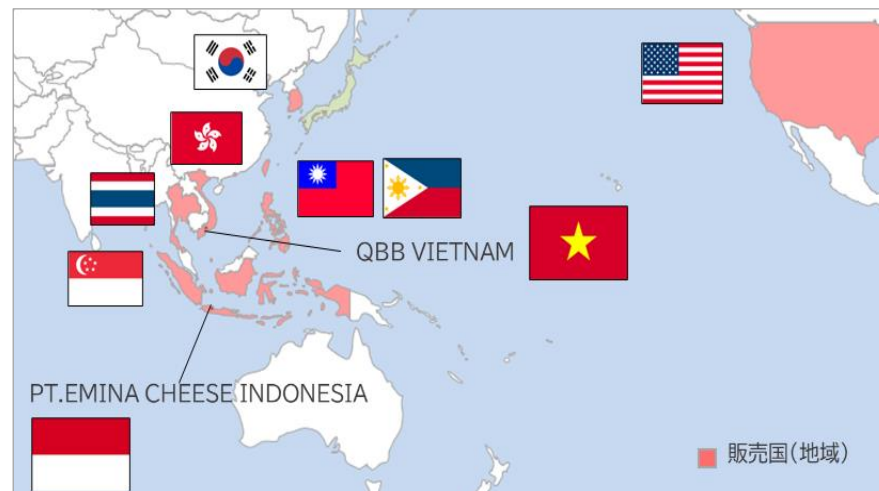 QBB VIETNAM
PT.EMINA CHEESE INDONESIA
販売国(地域)